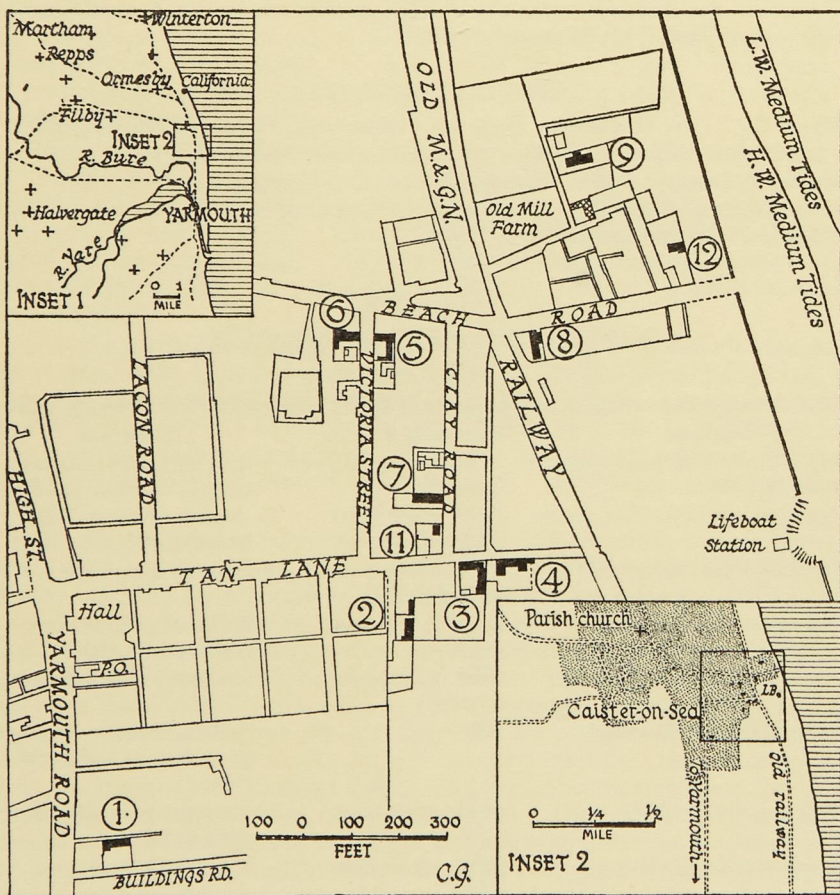 Martham
Winterton
Repps
Ormesby
California
Filby
INSET 2
R. Bure
Halvergate
YARMOUTH
R. Yare
0 1
MILE
INSET 1
OLD M.&G.N.
RAILWAY
L.W. Medium Tides
H.W. Medium Tides
Old Mill
Farm
9
12
BEACH ROAD
6
5
8
LACON ROAD
VICTORIA STREET
CLAY ROAD
7
11
HIGH ST.
TAN LANE
2
3
4
Lifeboat
Station
Hall
P.O.
YARMOUTH ROAD
1.
BUILDINGS RD.
100 0 100 200 300
FEET
C.G.
Parish church
Caister-on-Sea
L.B.
To Yarmouth
Old railway
0 1/4 1/2
MILE
INSET 2